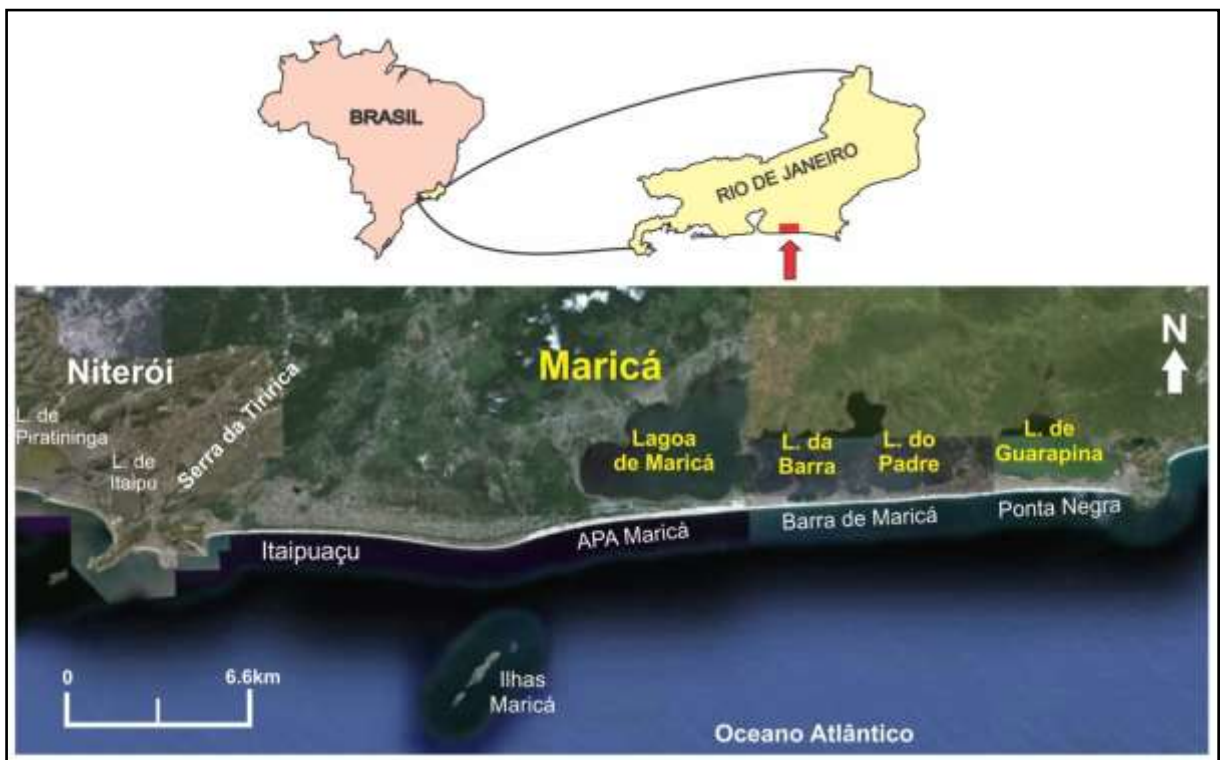 BRASIL
RIO DE JANEIRO
Niterói
Maricá
N
L. de
Piratininga
L. de
Itaipu
Serra da Tiririca
Lagoa
de Maricá
L. da
Barra
L. do
Padre
L. de
Guarapina
Itaipuaçu
APA Maricá
Barra de Maricá
Ponta Negra
0 6.6km
Ilhas
Maricá
Oceano Atlântico